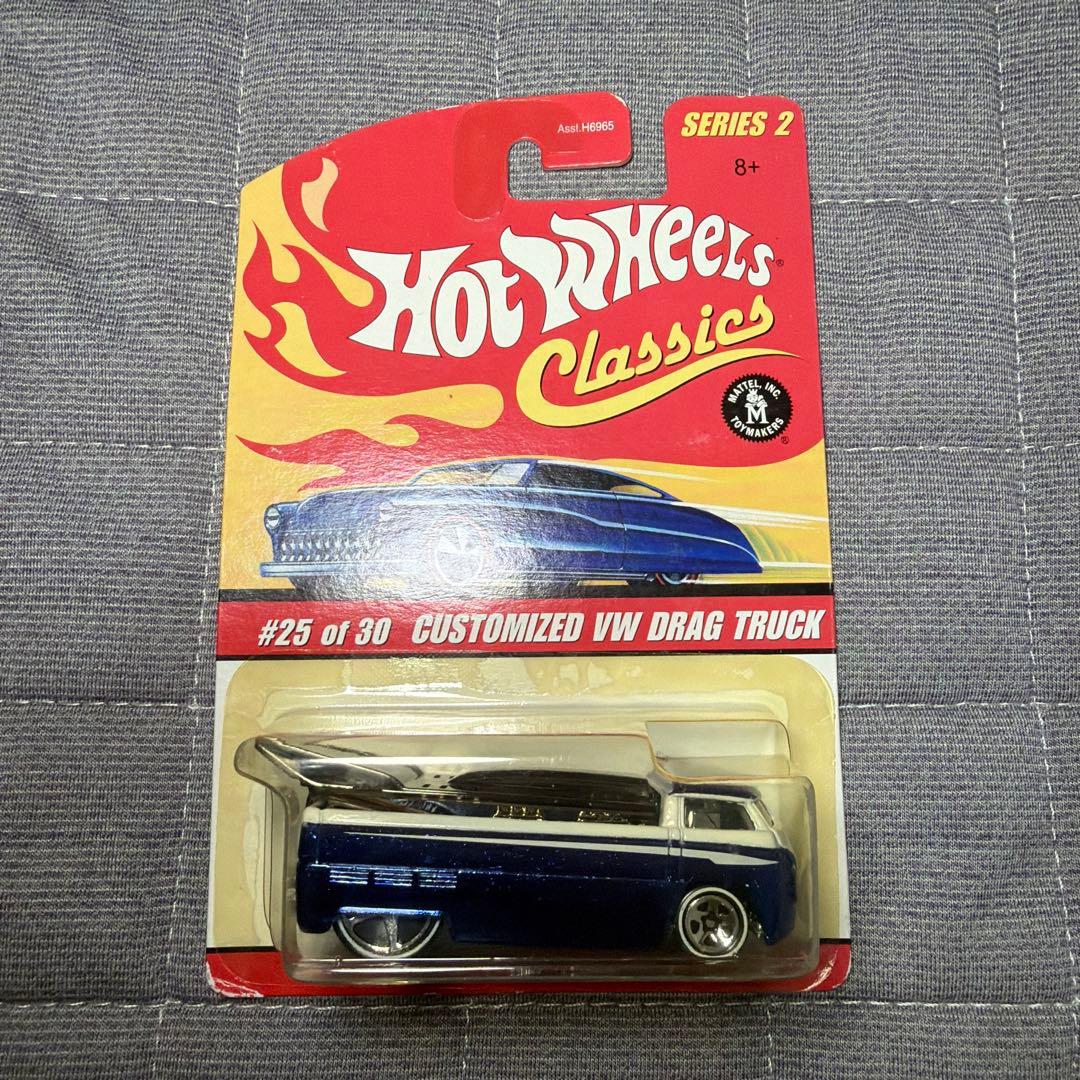 Asst.H6965
SERIES 2
8+
HOT WHEELS®
Classics
MATTEL, INC.
M
TOYMAKERS ®
#25 of 30 CUSTOMIZED VW DRAG TRUCK